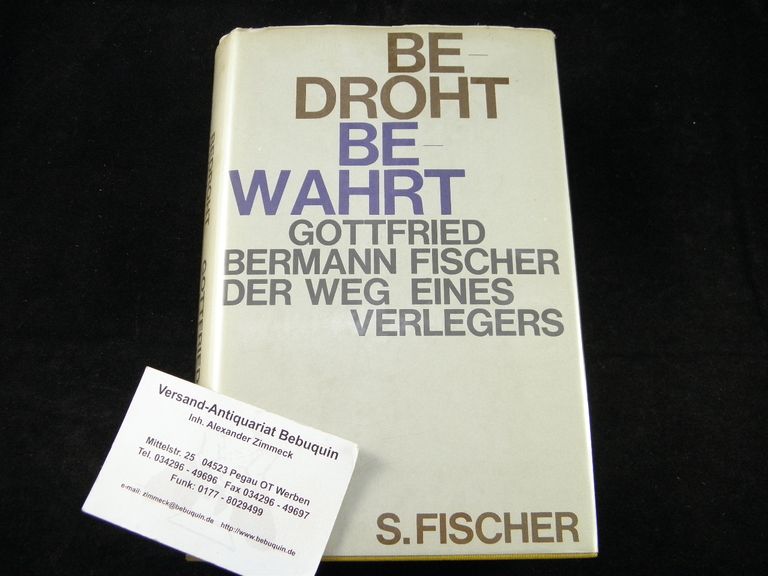 BE-
DROHT
BE-
WAHRT
GOTTFRIED
BERMANN FISCHER
DER WEG EINES
VERLEGERS
S. FISCHER
BEDROHT GOTTFRIED
Versand-Antiquariat Bebuquin
Inh. Alexander Zimmeck
Mittelstr. 25 04523 Pegau OT Werben
Tel. 034296 - 49696 Fax 034296 - 49697
Funk: 0177 - 8029499
e-mail: zimmeck@bebuquin.de http://www.bebuquin.de